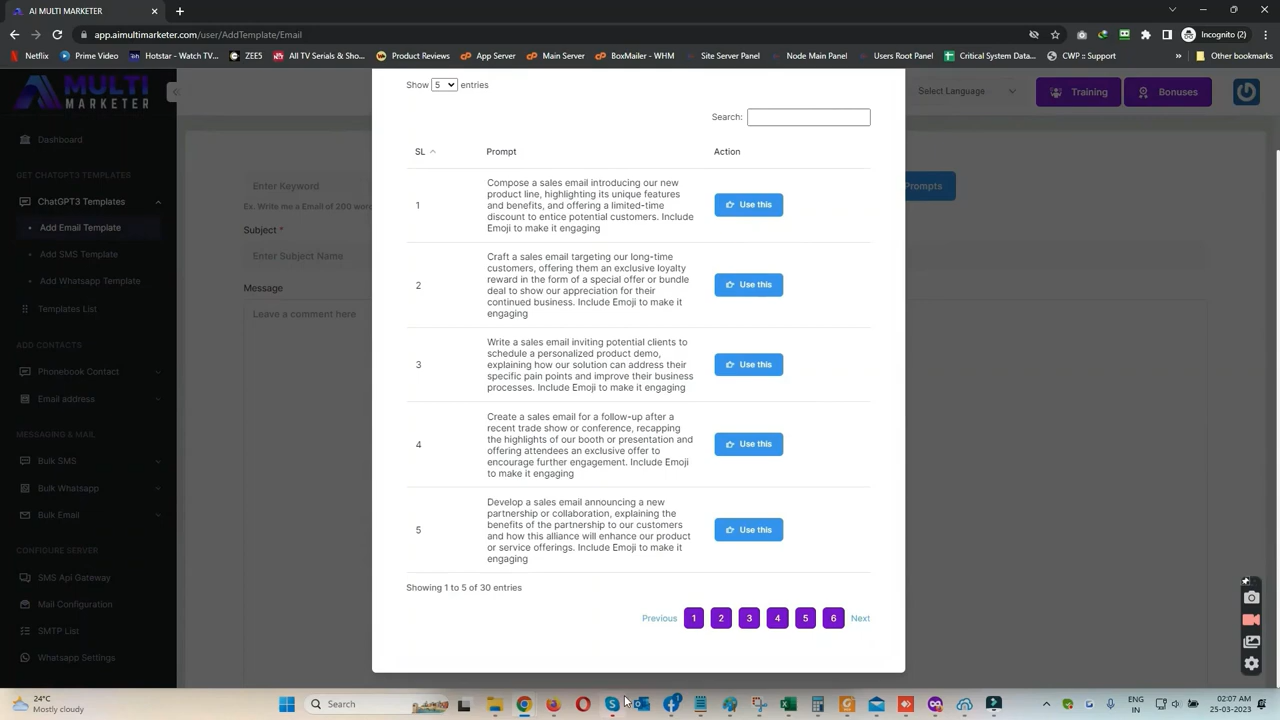 AI MULTIMARKETER
Incognito (2)
app.aimultimarketer.com/user/AddTemplate/Email
Netflix
Prime Video
Hotstar - Watch TV...
ZEE5
All TV Serials & Sho...
Product Reviews
App Server
Main Server
BoxMailer - WHM
Site Server Panel
Node Main Panel
Users Root Panel
Critical System Data...
CWP :: Support
»
Other Bookmarks
MULTI
MARKETER
Select Language
Training
Bonuses
Dashboard
GET CHATGPT3 TEMPLATES
ChatGPT3 Templates
Add Email Template
Add SMS Template
Add Whatsapp Template
Templates List
ADD CONTACTS
Phonebook Contact
Email address
MESSAGING & MAIL
Bulk SMS
Bulk Whatsapp
Bulk Email
CONFIGURE SERVER
SMS Api Gateway
Mail Configuration
SMTP List
Whatsapp Settings
Enter Keyword
Prompts
Ex. Write me a Email of 200 word
Subject *
Enter Subject Name
Message
Leave a comment here
Show 5 entries
Search:
SL Prompt Action
1
Compose a sales email introducing our new
product line, highlighting its unique features
and benefits, and offering a limited-time
discount to entice potential customers. Include
Emoji to make it engaging
Use this
2
Craft a sales email targeting our long-time
customers, offering them an exclusive loyalty
reward in the form of a special offer or bundle
deal to show our appreciation for their
continued business. Include Emoji to make it
engaging
Use this
3
Write a sales email inviting potential clients to
schedule a personalized product demo,
explaining how our solution can address their
specific pain points and improve their business
processes. Include Emoji to make it engaging
Use this
4
Create a sales email for a follow-up after a
recent trade show or conference, recapping
the highlights of our booth or presentation and
offering attendees an exclusive offer to
encourage further engagement. Include Emoji
to make it engaging
Use this
5
Develop a sales email announcing a new
partnership or collaboration, explaining the
benefits of the partnership to our customers
and how this alliance will enhance our product
or service offerings. Include Emoji to make it
engaging
Use this
Showing 1 to 5 of 30 entries
Previous 1 2 3 4 5 6 Next
24°C
Mostly cloudy
Search
ENG
IN
02:07 AM
25-03-2023